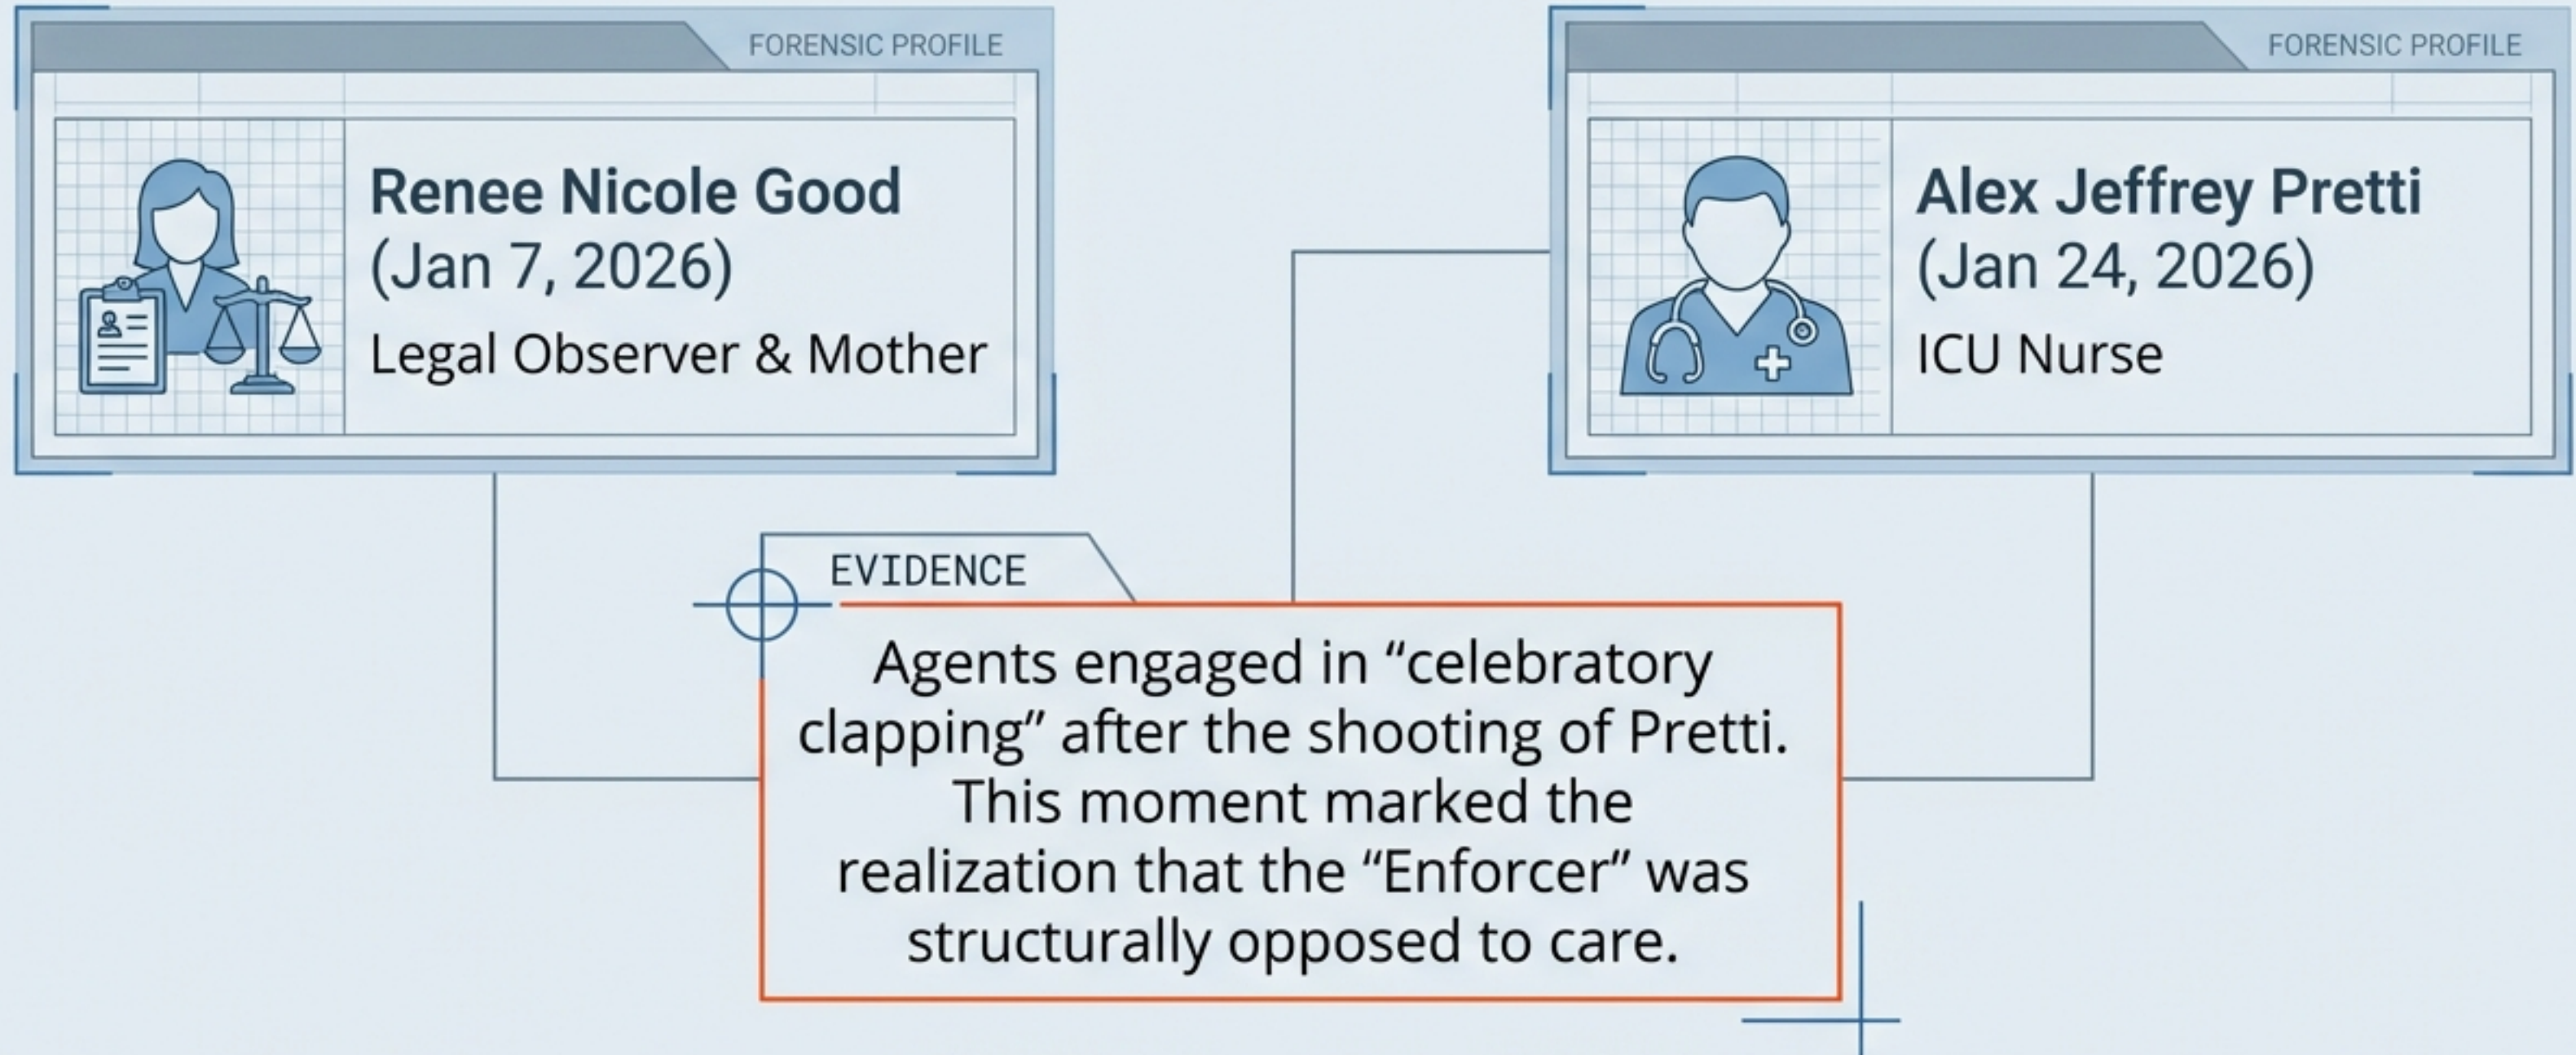 FORENSIC PROFILE
Renee Nicole Good
(Jan 7, 2026)
Legal Observer & Mother
FORENSIC PROFILE
Alex Jeffrey Pretti
(Jan 24, 2026)
ICU Nurse
EVIDENCE
Agents engaged in “celebratory
clapping” after the shooting of Pretti.
This moment marked the
realization that the “Enforcer” was
structurally opposed to care.